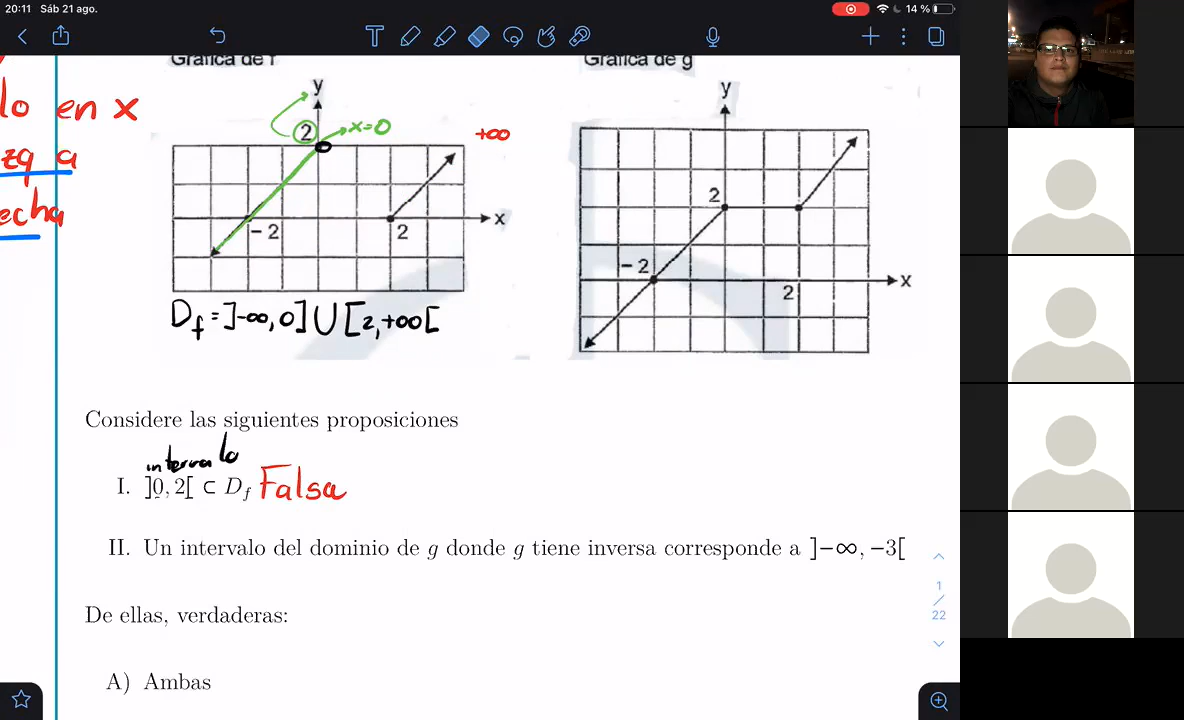 20:11 Sáb 21 ago.
14 %
Gráfica de f
Gráfica de g
lo en x
zq a
echa
y
2
x=0
+∞
-2
2
x
D_f=]-∞,0]∪[2,+∞[
y
2
-2
2
x
Considere las siguientes proposiciones
intervalo
I. ]0, 2[ ⊂ D_f Falsa
II. Un intervalo del dominio de g donde g tiene inversa corresponde a ]−∞, −3[
De ellas, verdaderas:
A) Ambas
1
/
22